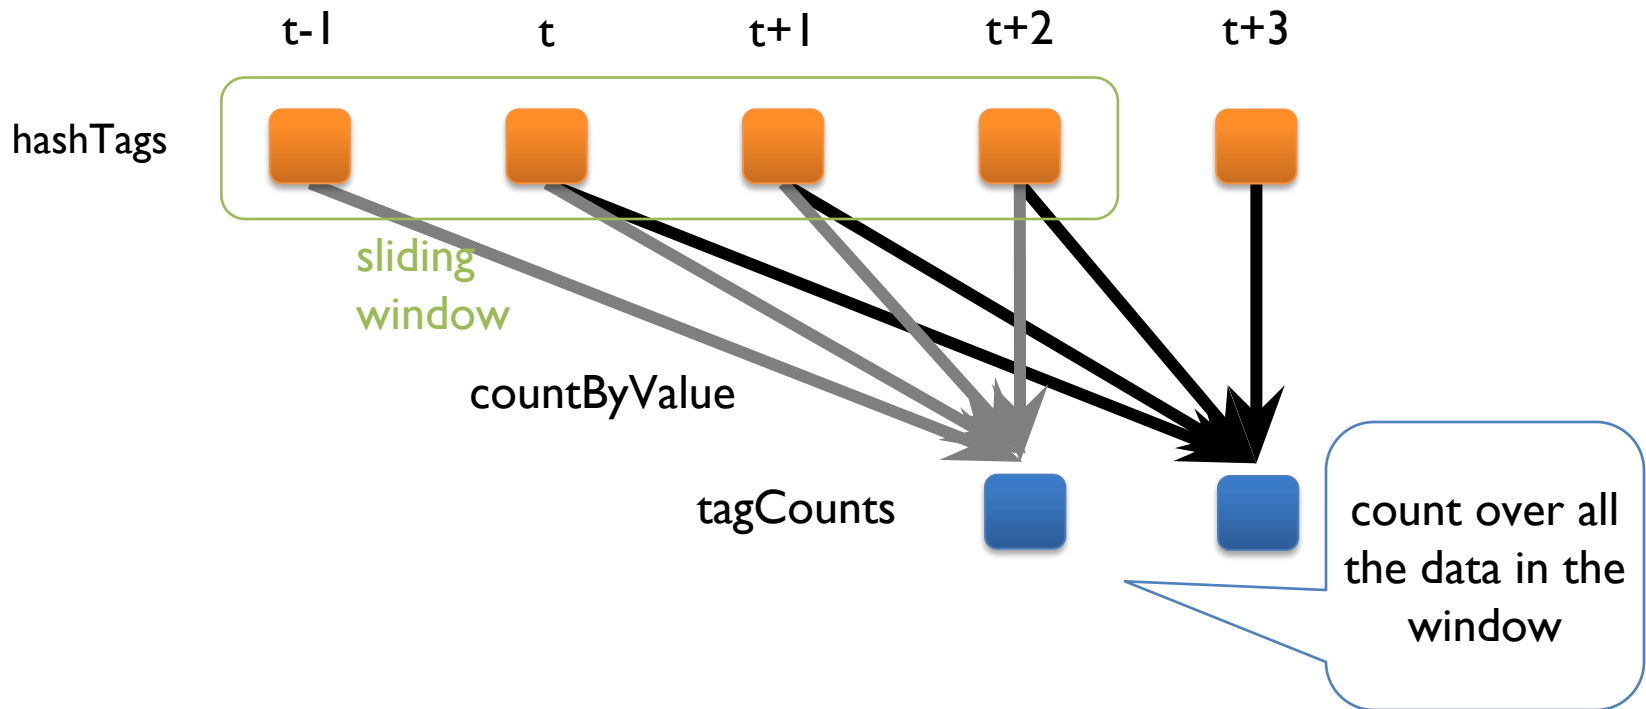 t-1 t t+1 t+2 t+3
hashTags
sliding
window
countByValue
tagCounts
count over all
the data in the
window